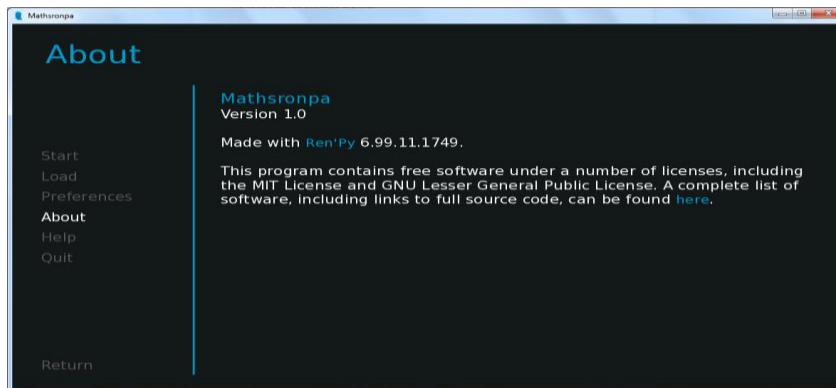 Mathsronpa
About
Mathsronpa
Version 1.0
Made with Ren'Py 6.99.11.1749.
This program contains free software under a number of licenses, including
the MIT License and GNU Lesser General Public License. A complete list of
software, including links to full source code, can be found here.
Start
Load
Preferences
About
Help
Quit
Return